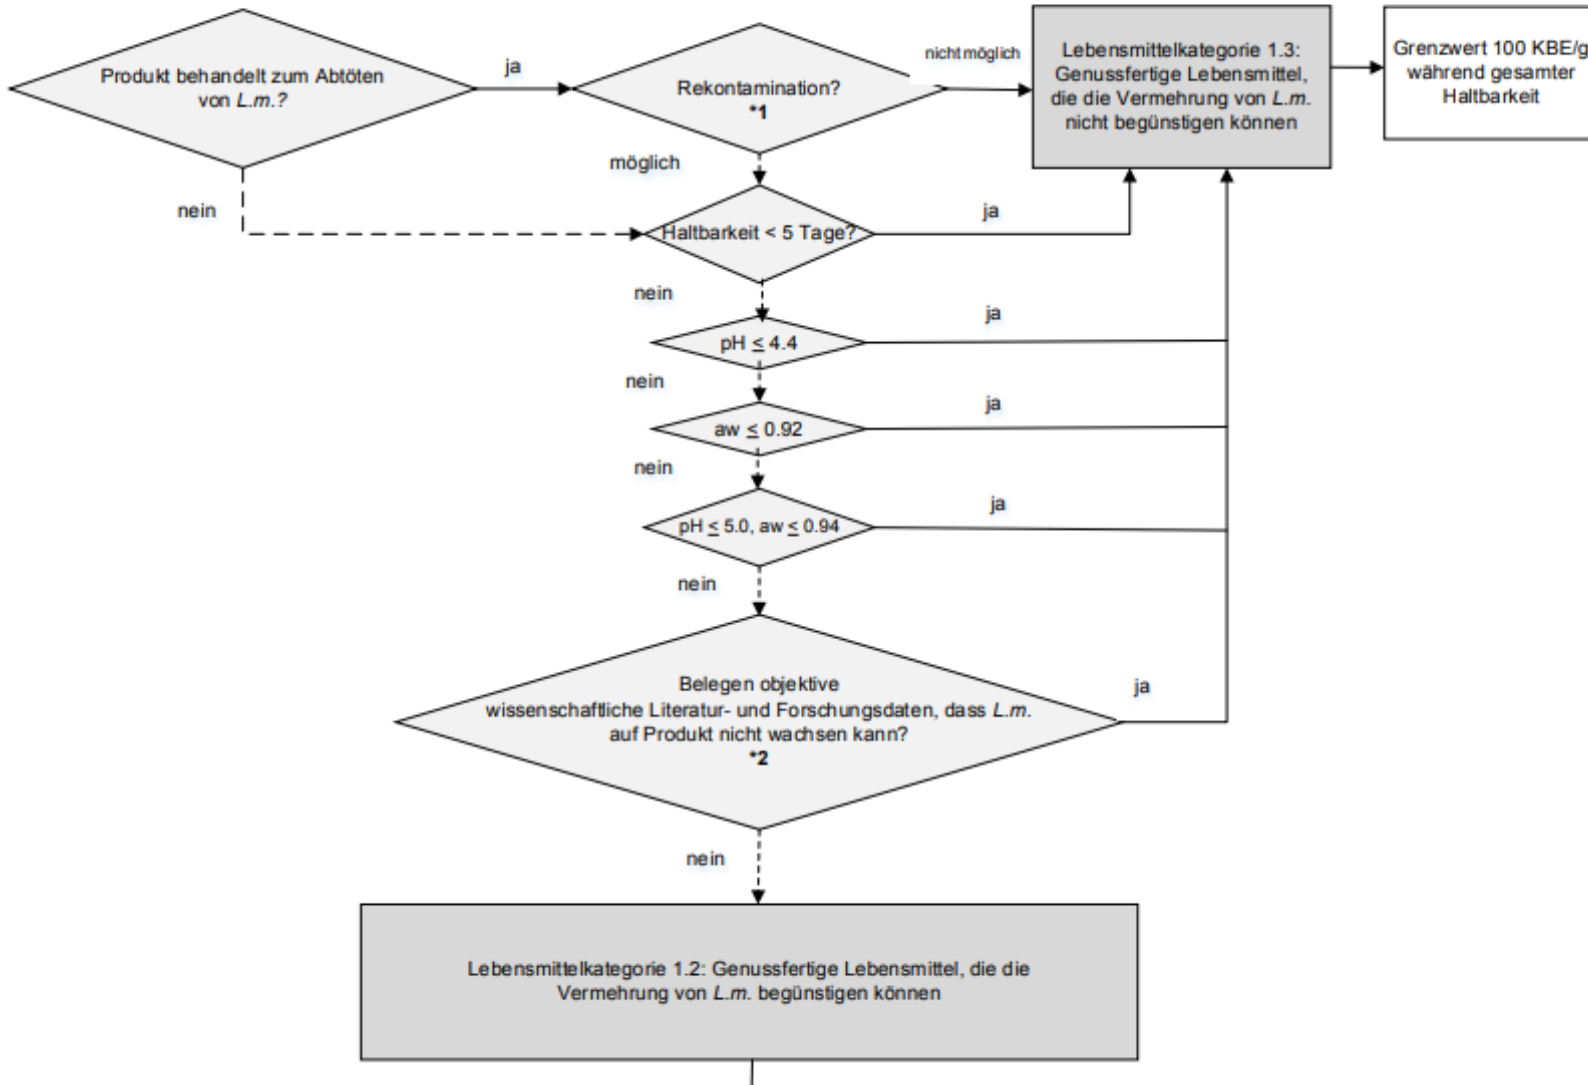 Produkt behandelt zum Abtöten
von L.m.?
ja
Rekontamination?
*1
nicht möglich
Lebensmittelkategorie 1.3:
Genussfertige Lebensmittel,
die die Vermehrung von L.m.
nicht begünstigen können
Grenzwert 100 KBE/g
während gesamter
Haltbarkeit
möglich
nein
Haltbarkeit < 5 Tage?
ja
nein
pH ≤ 4.4
ja
nein
aw ≤ 0.92
ja
nein
pH ≤ 5.0, aw ≤ 0.94
ja
nein
Belegen objektive
wissenschaftliche Literatur- und Forschungsdaten, dass L.m.
auf Produkt nicht wachsen kann?
*2
ja
nein
Lebensmittelkategorie 1.2: Genussfertige Lebensmittel, die die
Vermehrung von L.m. begünstigen können